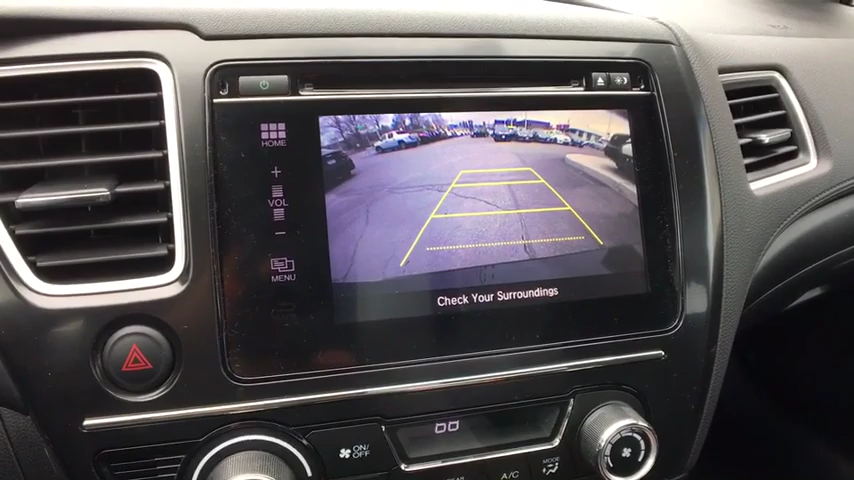 HOME
+
VOL
−
MENU
Check Your Surroundings
ON/
OFF
A/C
MODE